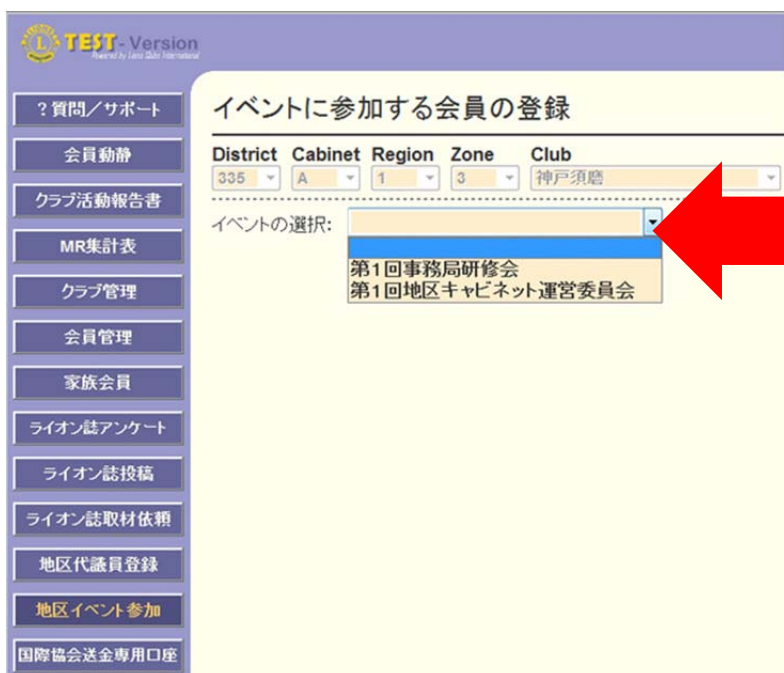 TEST-Version
Powered by Lions Clubs International
?質問/サポート
会員動静
クラブ活動報告書
MR集計表
クラブ管理
会員管理
家族会員
ライオン誌アンケート
ライオン誌投稿
ライオン誌取材依頼
地区代議員登録
地区イベント参加
国際協会送金専用口座
イベントに参加する会員の登録
District Cabinet Region Zone Club
335 A 1 3 神戸須磨
イベントの選択:
第1回事務局研修会
第1回地区キャビネット運営委員会